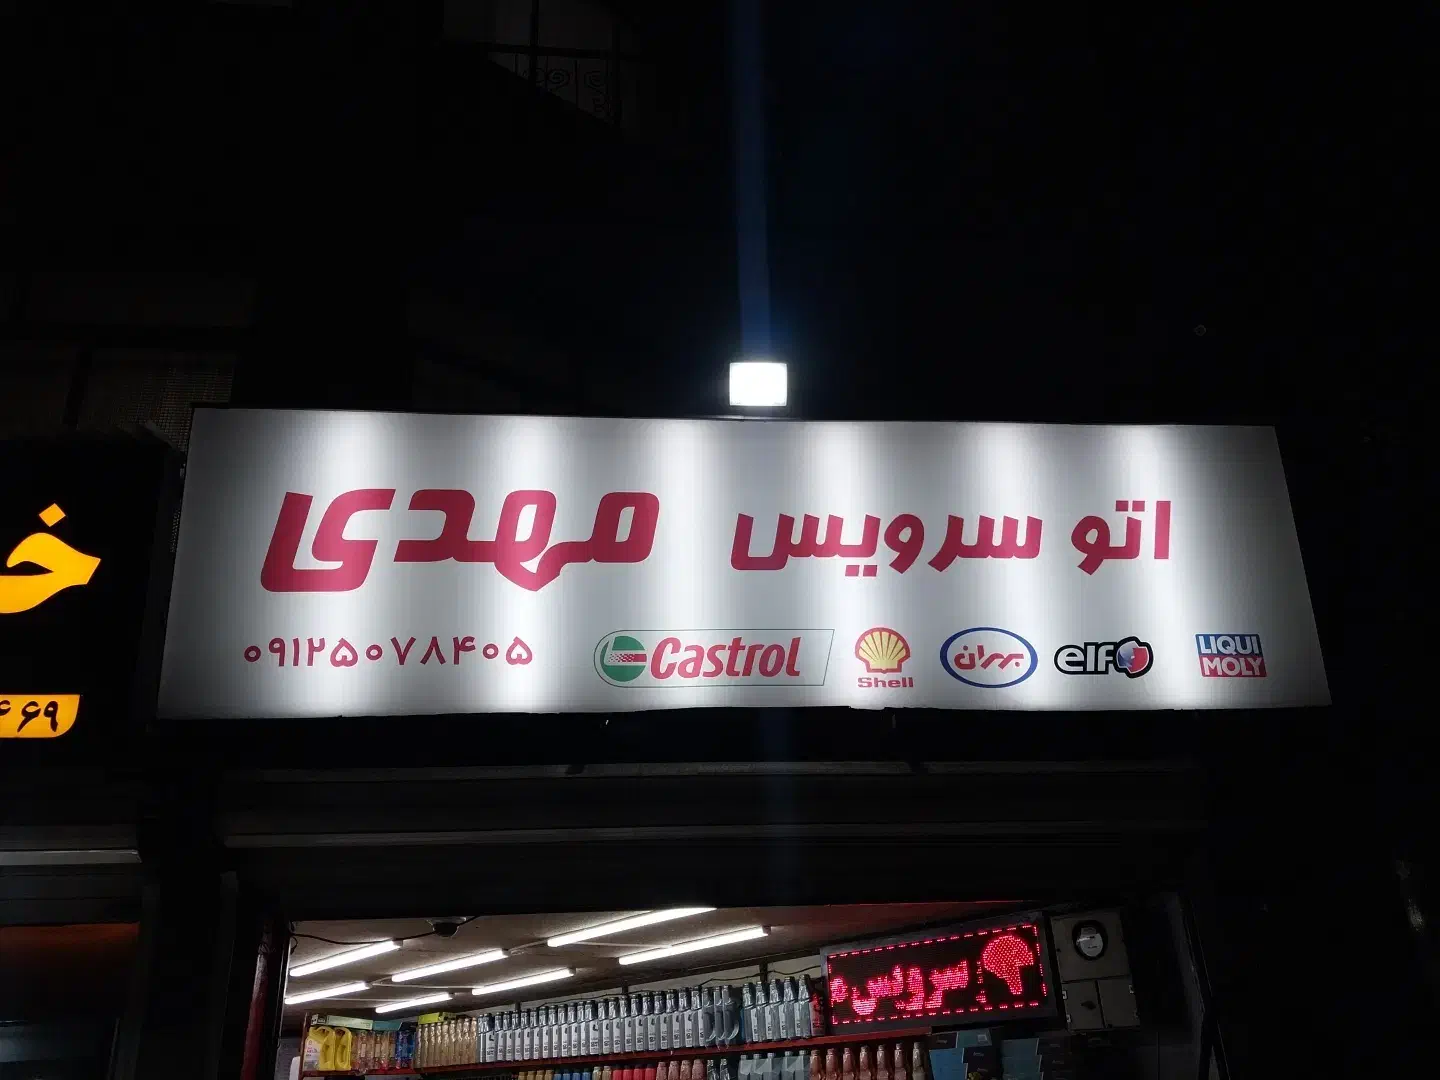 اتو سرویس مهدی
۰۹۱۲۵۰۷۸۴۰۵
Castrol
Shell
بهران
elf
LIQUI
MOLY
سرویس